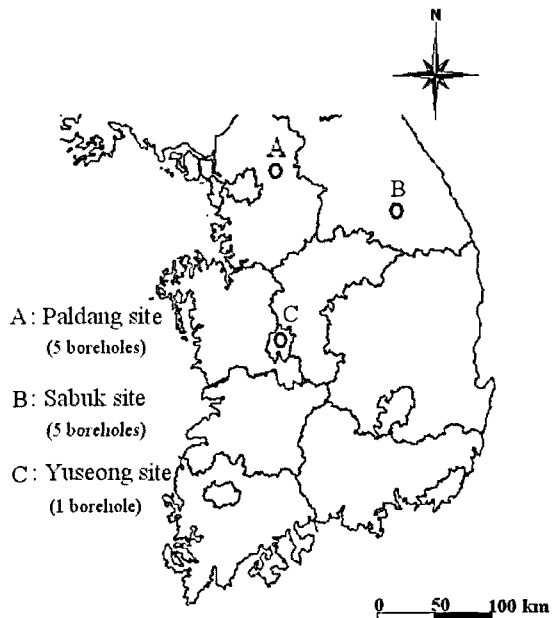 N
A
B
C
A: Paldang site
(5 boreholes)
B: Sabuk site
(5 boreholes)
C: Yuseong site
(1 borehole)
0 50 100 km